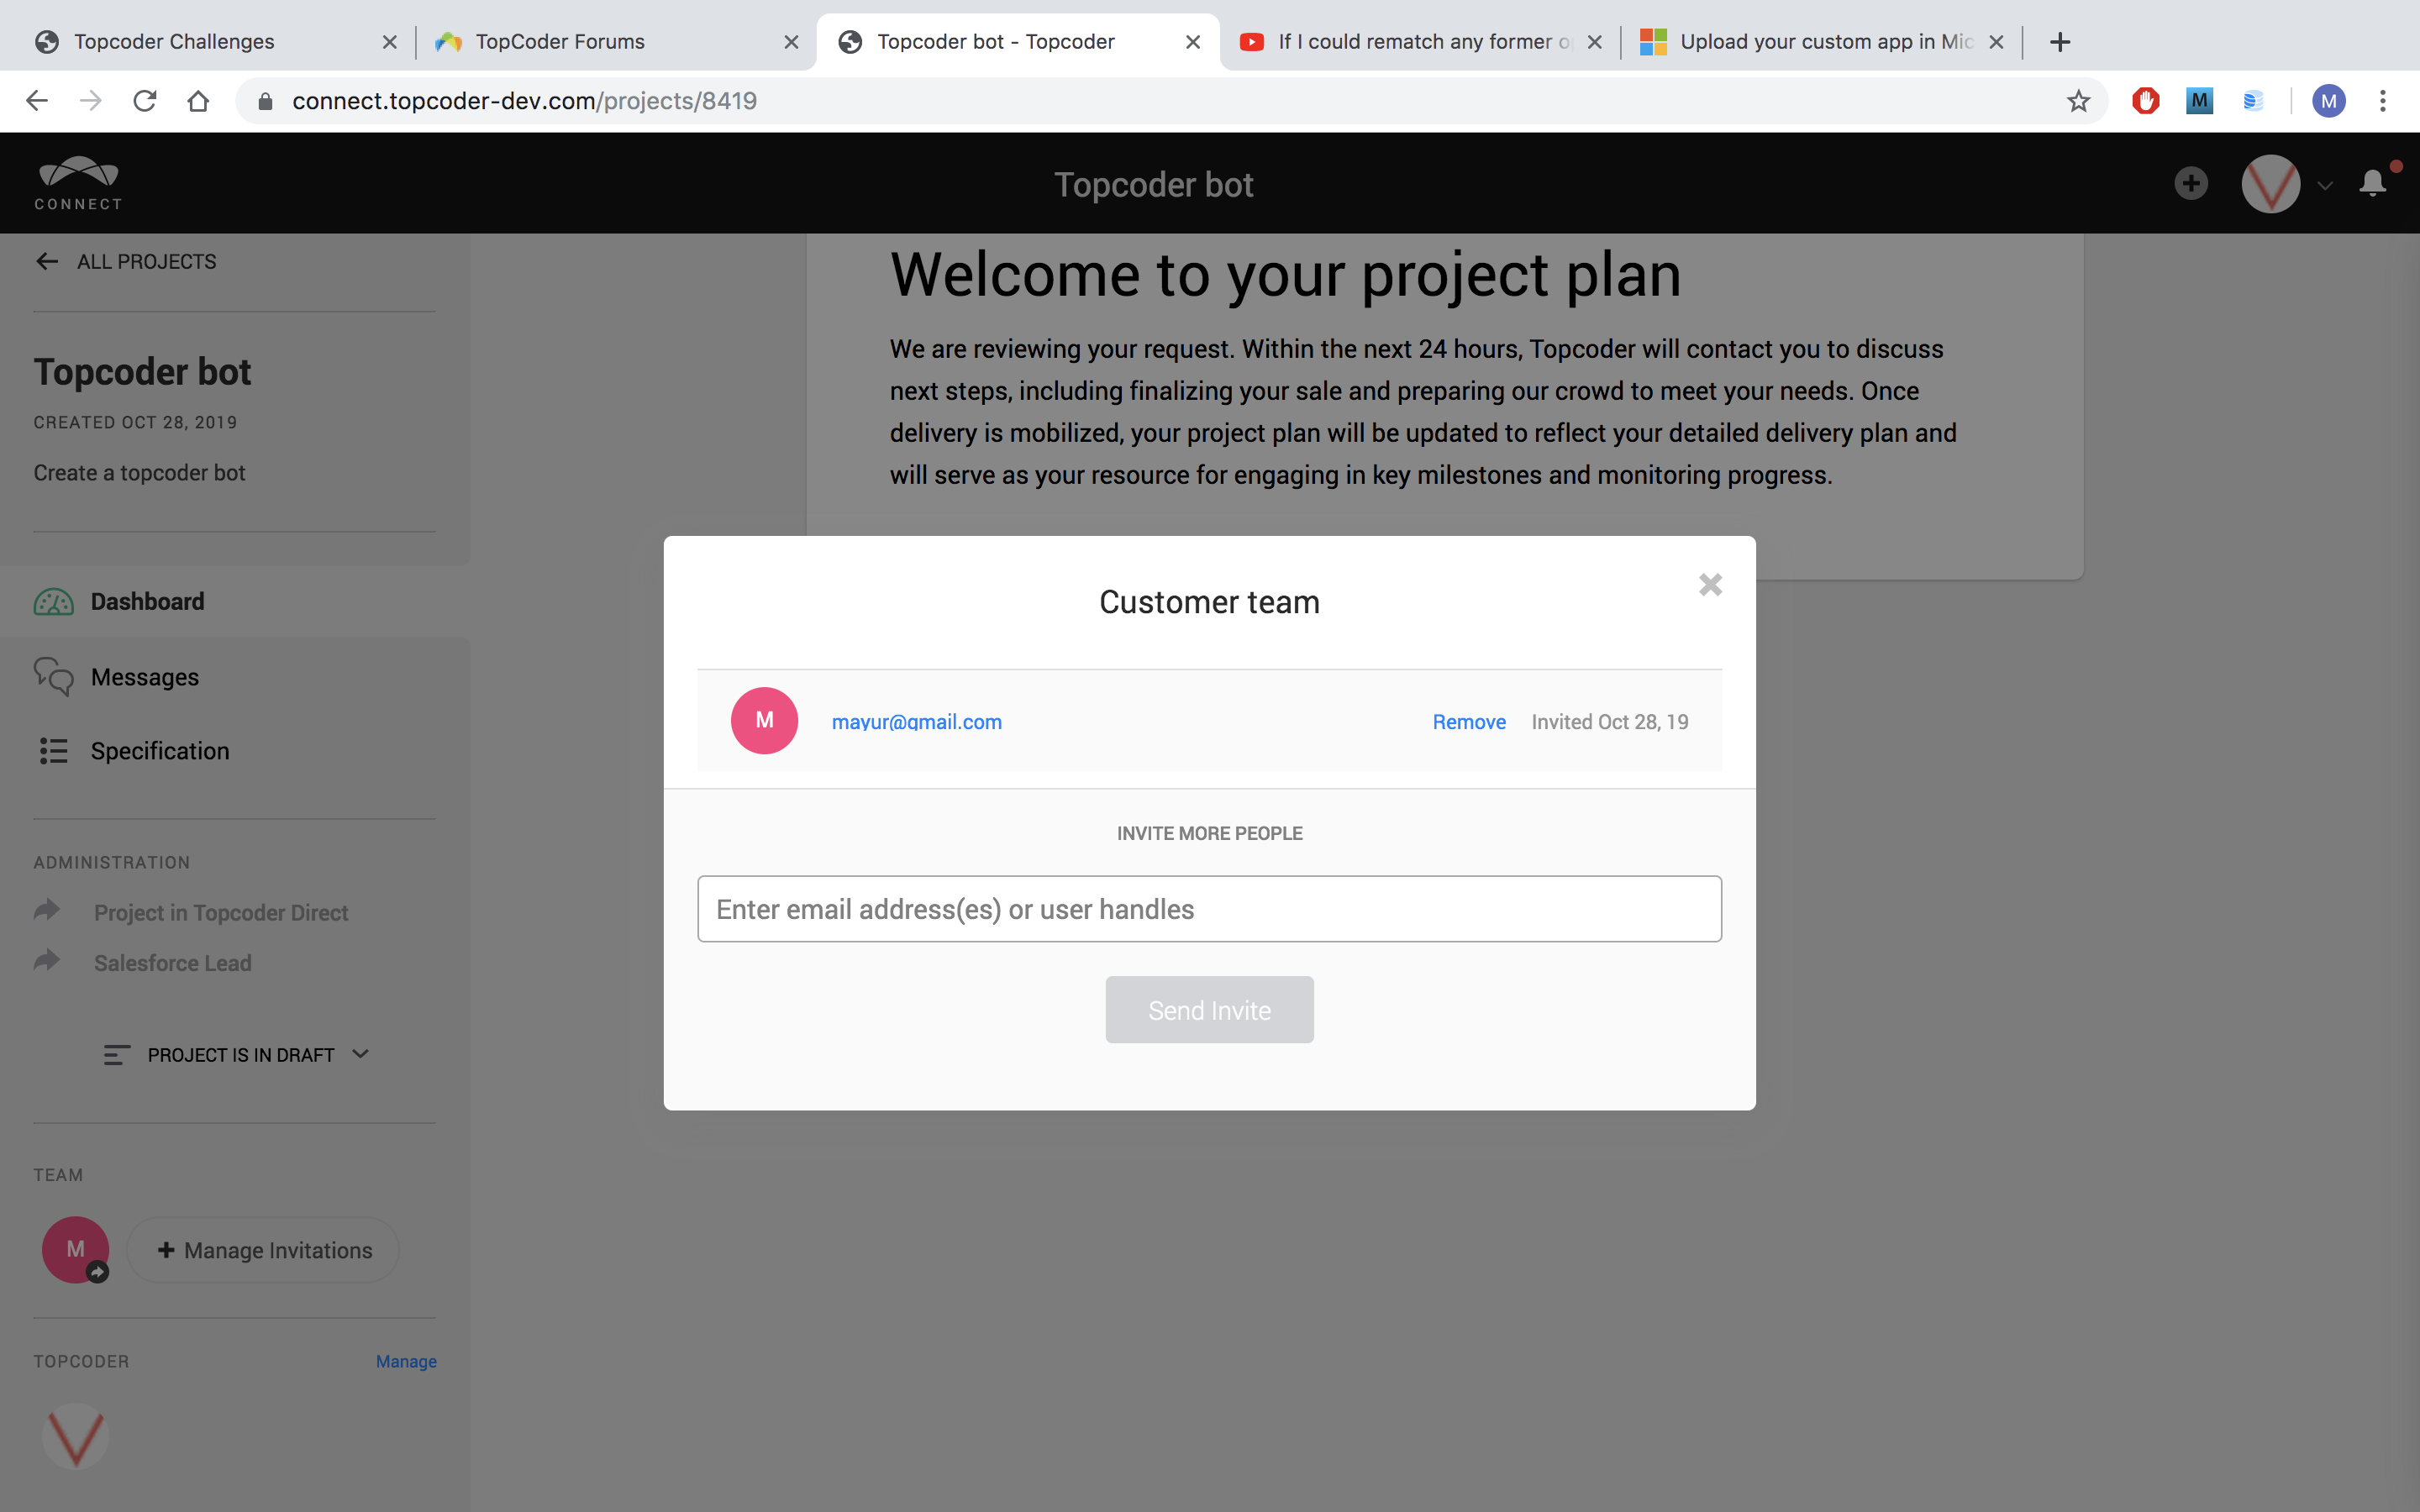 Topcoder Challenges
TopCoder Forums
Topcoder bot - Topcoder
If I could rematch any former o
Upload your custom app in Mic
connect.topcoder-dev.com/projects/8419
M
M
CONNECT
Topcoder bot
ALL PROJECTS
Topcoder bot
CREATED OCT 28, 2019
Create a topcoder bot
Dashboard
Messages
Specification
ADMINISTRATION
Project in Topcoder Direct
Salesforce Lead
PROJECT IS IN DRAFT
TEAM
M
Manage Invitations
TOPCODER
Manage
Welcome to your project plan
We are reviewing your request. Within the next 24 hours, Topcoder will contact you to discuss
next steps, including finalizing your sale and preparing our crowd to meet your needs. Once
delivery is mobilized, your project plan will be updated to reflect your detailed delivery plan and
will serve as your resource for engaging in key milestones and monitoring progress.
Customer team
M
mayur@gmail.com
Remove
Invited Oct 28, 19
INVITE MORE PEOPLE
Enter email address(es) or user handles
Send Invite